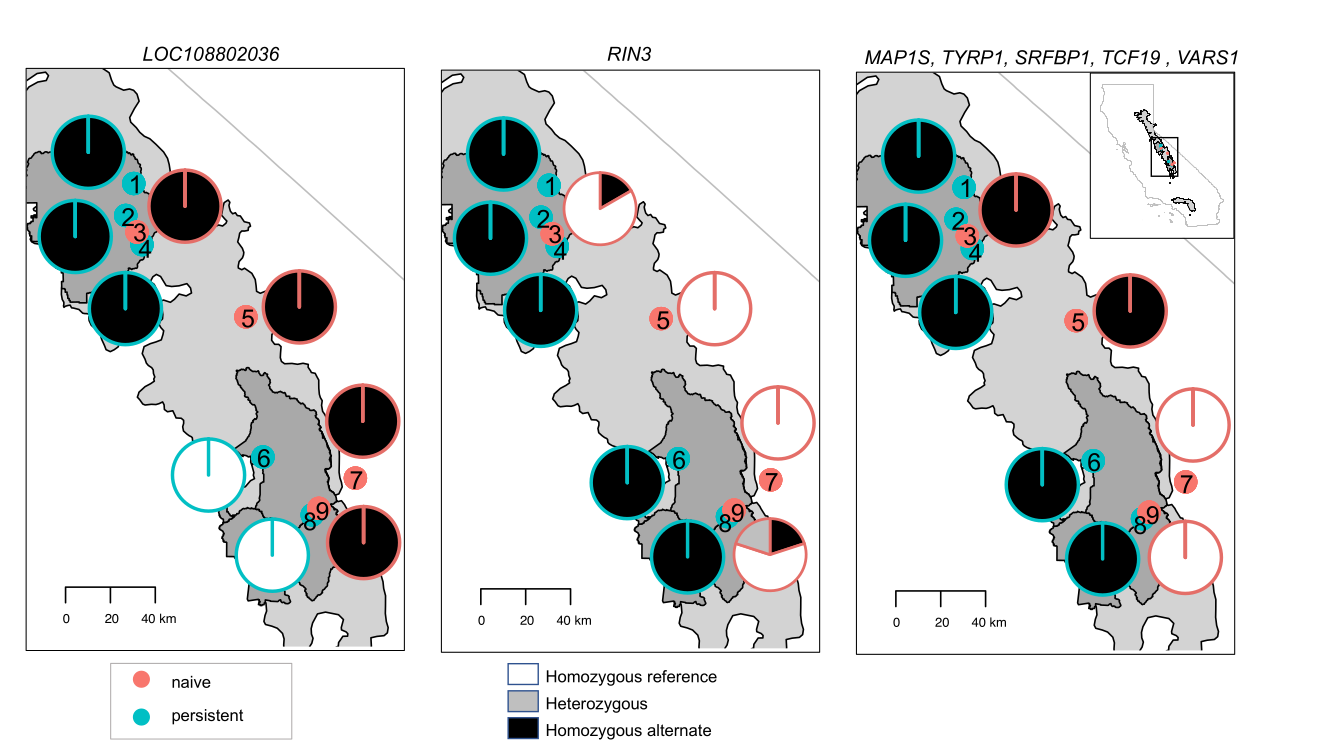 LOC108802036
RIN3
MAP1S, TYRP1, SRFBP1, TCF19 , VARS1
1
2
3
4
5
6
7
8
9
0 20 40 km
1
2
3
4
5
6
7
8
9
0 20 40 km
1
2
3
4
5
6
7
8
9
0 20 40 km
naive
persistent
Homozygous reference
Heterozygous
Homozygous alternate